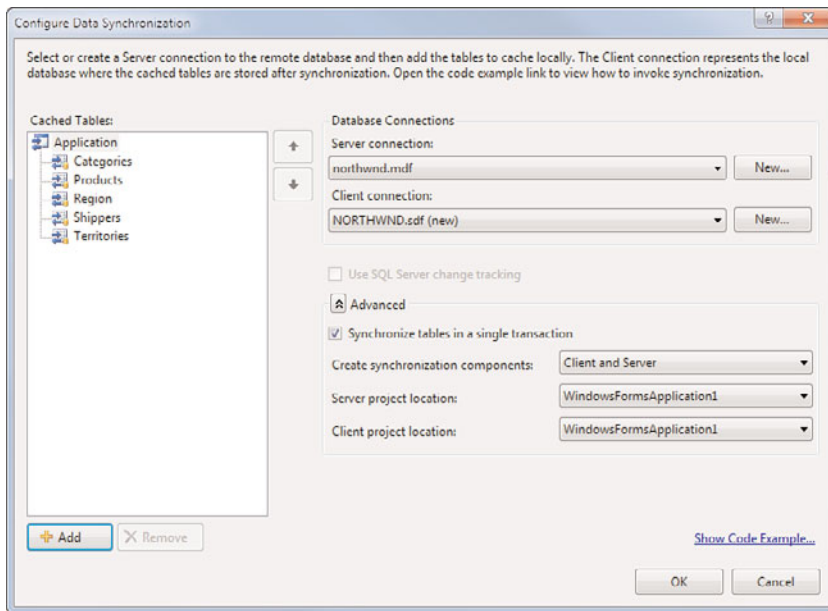 Configure Data Synchronization
Select or create a Server connection to the remote database and then add the tables to cache locally. The Client connection represents the local
database where the cached tables are stored after synchronization. Open the code example link to view how to invoke synchronization.
Cached Tables:
Application
Categories
Products
Region
Shippers
Territories
Add
Remove
Database Connections
Server connection:
northwnd.mdf
New...
Client connection:
NORTHWND.sdf (new)
New...
Use SQL Server change tracking
Advanced
Synchronize tables in a single transaction
Create synchronization components:
Client and Server
Server project location:
WindowsFormsApplication1
Client project location:
WindowsFormsApplication1
Show Code Example...
OK
Cancel